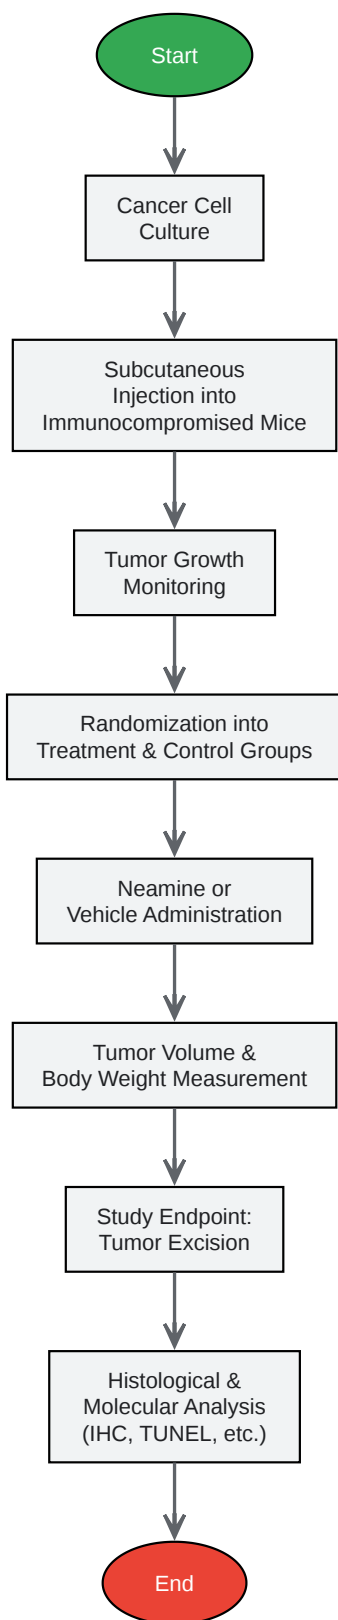 Start
Cancer Cell
Culture
Subcutaneous
Injection into
Immunocompromised Mice
Tumor Growth
Monitoring
Randomization into
Treatment & Control Groups
Neamine or
Vehicle Administration
Tumor Volume &
Body Weight Measurement
Study Endpoint:
Tumor Excision
Histological &
Molecular Analysis
(IHC, TUNEL, etc.)
End